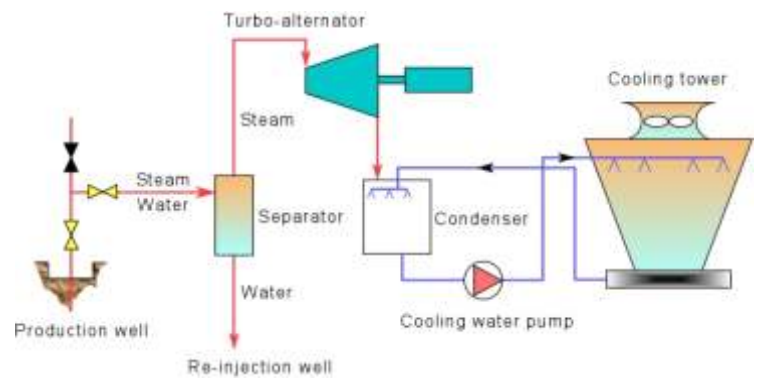 Turbo-alternator
Cooling tower
Steam
Steam
Water
Separator
Condenser
Water
Production well
Cooling water pump
Re-injection well